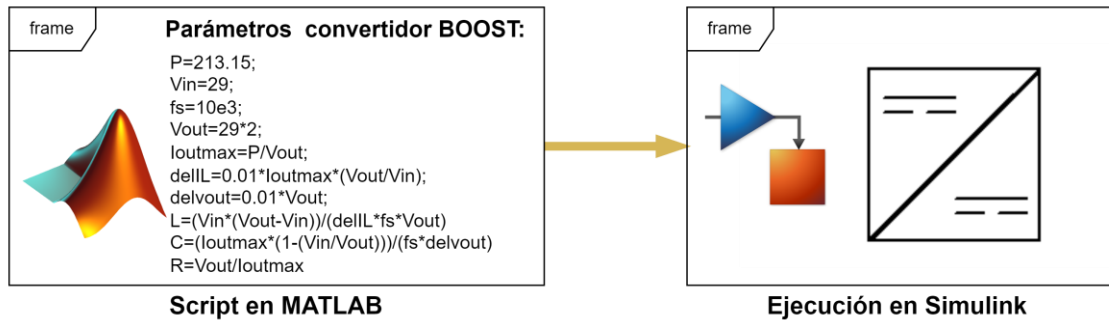 frame
Parámetros convertidor BOOST:
P=213.15;
Vin=29;
fs=10e3;
Vout=29*2;
Ioutmax=P/Vout;
delIL=0.01*Ioutmax*(Vout/Vin);
delvout=0.01*Vout;
L=(Vin*(Vout-Vin))/(delIL*fs*Vout)
C=(Ioutmax*(1-(Vin/Vout)))/(fs*delvout)
R=Vout/Ioutmax
Script en MATLAB
frame
Ejecución en Simulink